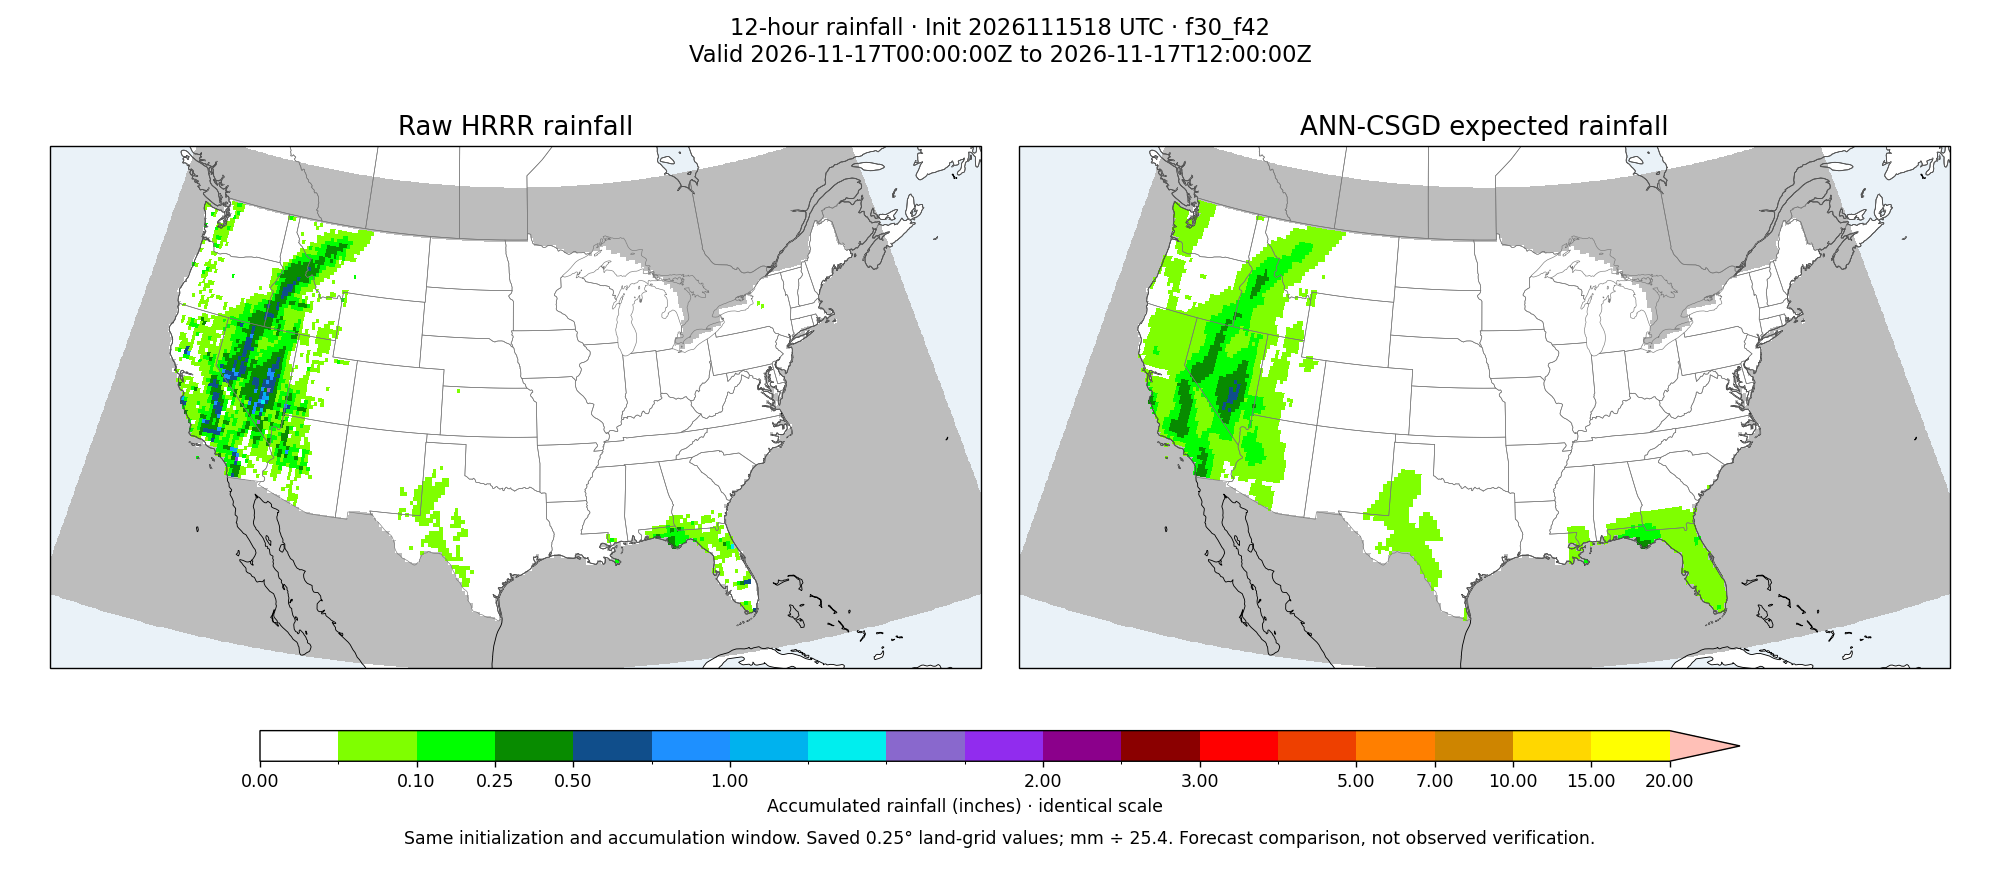 12-hour rainfall · Init 2026111518 UTC · f30_f42
Valid 2026-11-17T00:00:00Z to 2026-11-17T12:00:00Z
Raw HRRR rainfall
ANN-CSGD expected rainfall
0.00 0.10 0.25 0.50 1.00 2.00 3.00 5.00 7.00 10.00 15.00 20.00
Accumulated rainfall (inches) · identical scale
Same initialization and accumulation window. Saved 0.25° land-grid values; mm ÷ 25.4. Forecast comparison, not observed verification.